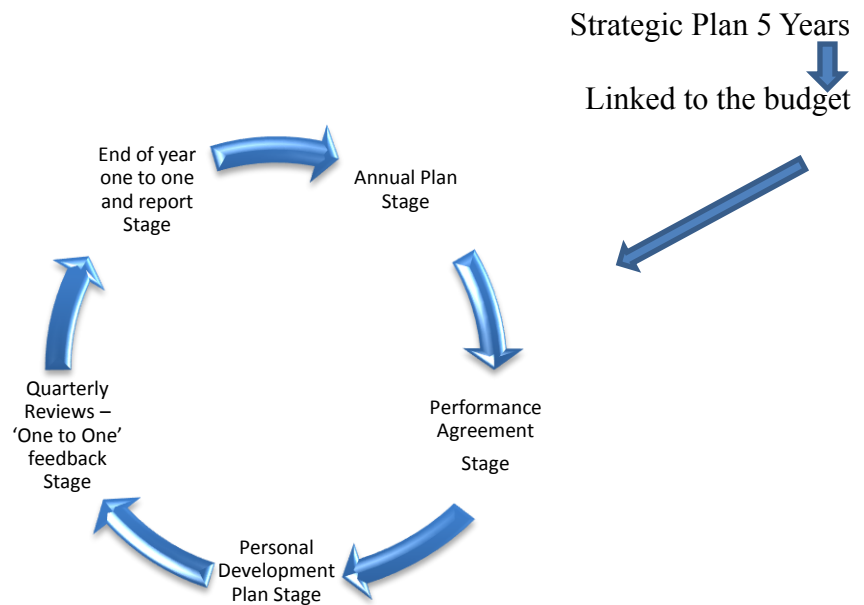 Strategic Plan 5 Years
Linked to the budget
End of year
one to one
and report
Stage
Annual Plan
Stage
Performance
Agreement
Stage
Personal
Development
Plan Stage
Quarterly
Reviews –
‘One to One’
feedback
Stage